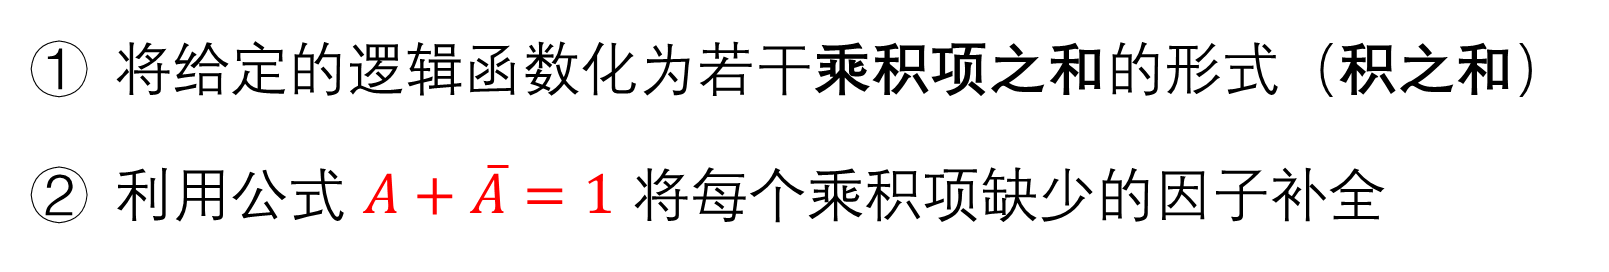 ① 将给定的逻辑函数化为若干乘积项之和的形式（积之和）
② 利用公式 A + Ā = 1 将每个乘积项缺少的因子补全